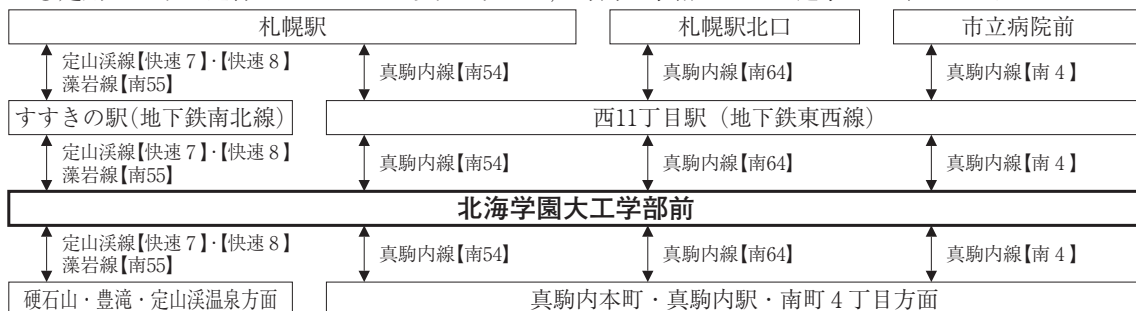 札幌駅 札幌駅北口 市立病院前
定山渓線【快速７】・【快速８】
藻岩線【南55】
真駒内線【南54】 真駒内線【南64】 真駒内線【南４】
すすきの駅(地下鉄南北線) 西11丁目駅（地下鉄東西線）
定山渓線【快速７】・【快速８】
藻岩線【南55】
真駒内線【南54】 真駒内線【南64】 真駒内線【南４】
北海学園大工学部前
定山渓線【快速７】・【快速８】
藻岩線【南55】
真駒内線【南54】 真駒内線【南64】 真駒内線【南４】
硬石山・豊滝・定山渓温泉方面 真駒内本町・真駒内駅・南町４丁目方面